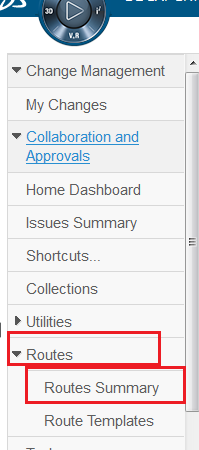 3D
V.R
Change Management
My Changes
Collaboration and
Approvals
Home Dashboard
Issues Summary
Shortcuts...
Collections
Utilities
Routes
Routes Summary
Route Templates